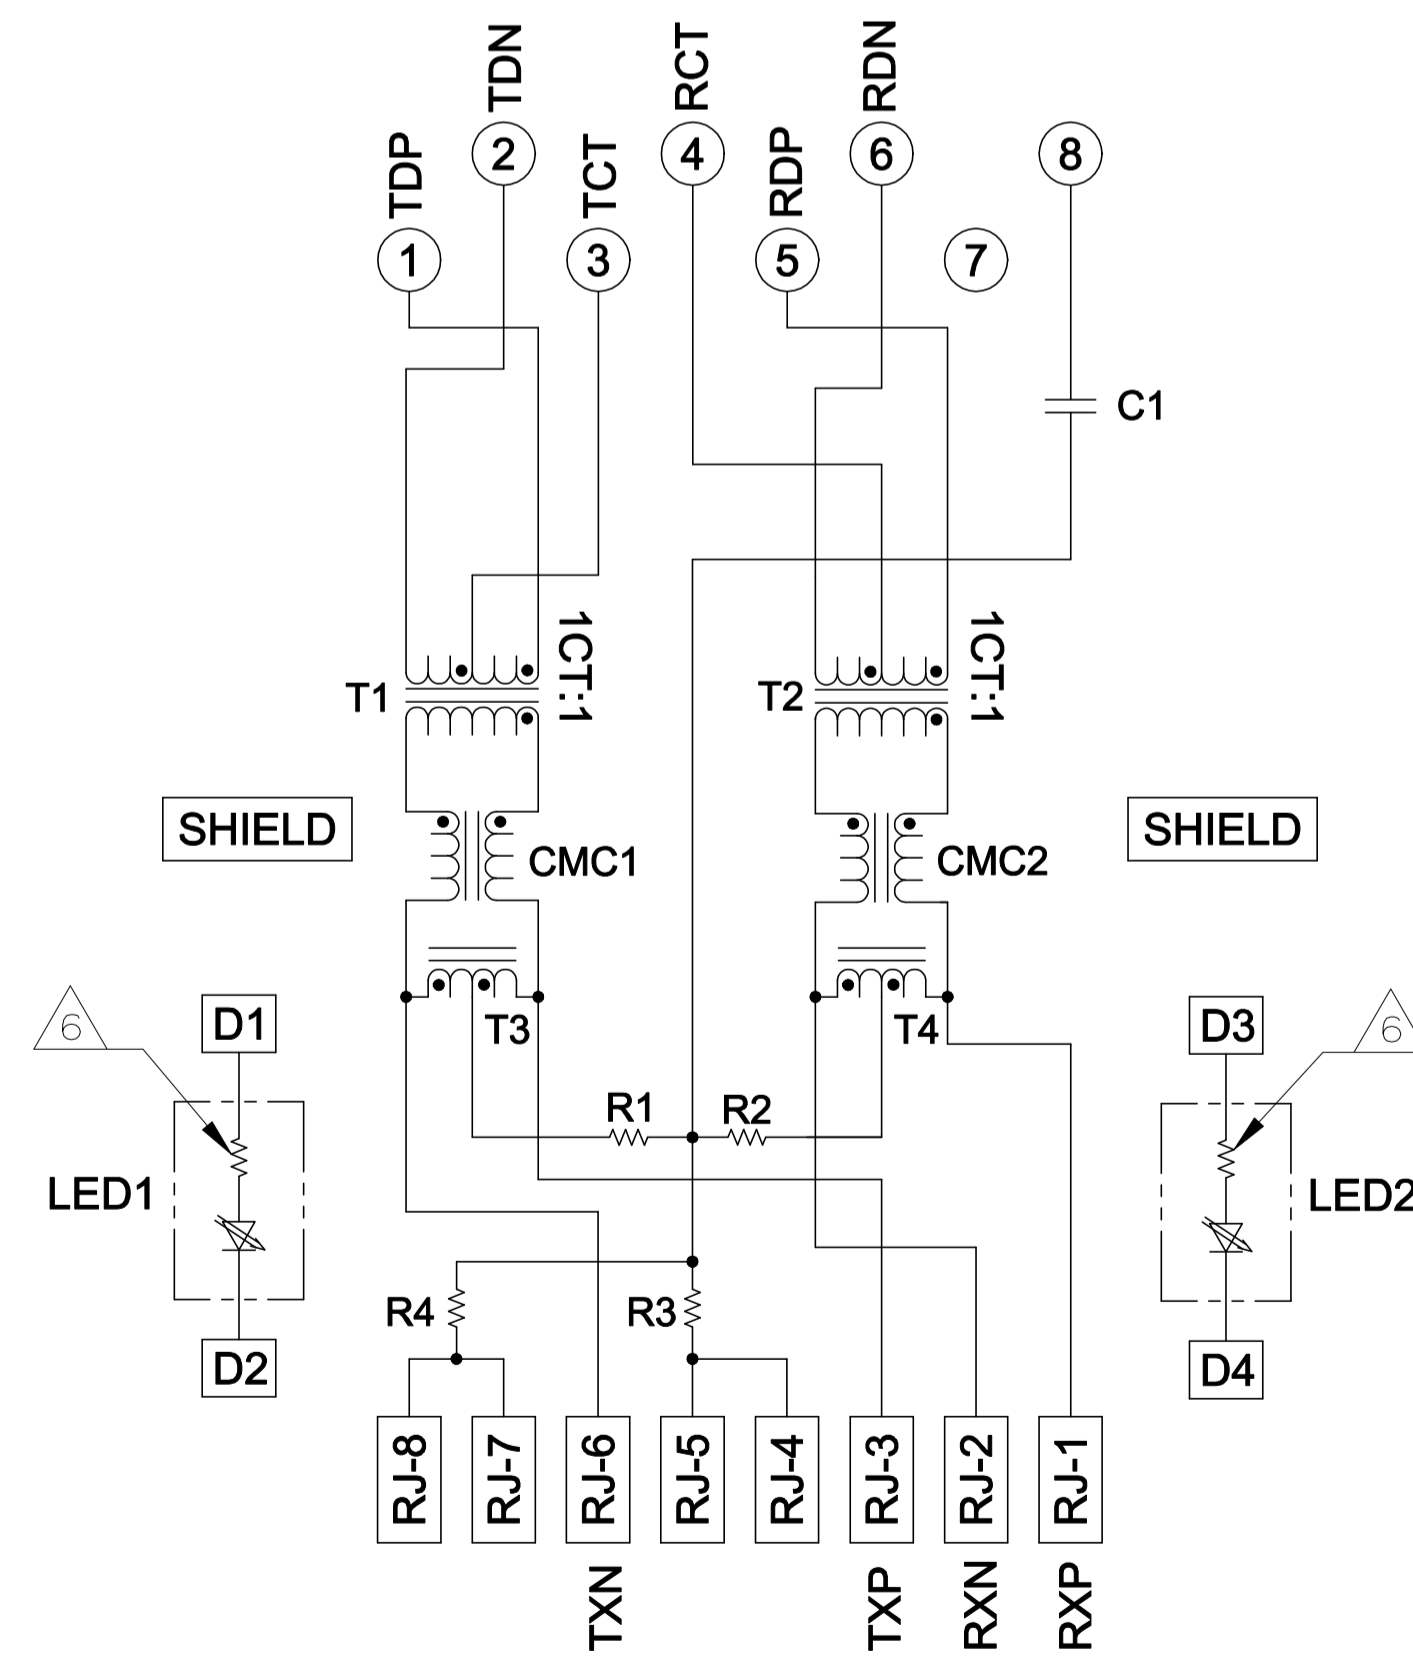 TDN
RCT
RDN
TDP
TCT
RDP
2
4
6
8
1
3
5
7
C1
1CT:1
1CT:1
T1
T2
SHIELD
CMC1
CMC2
SHIELD
6
D1
T3
T4
D3
6
R1
R2
LED1
LED2
R4
R3
D2
D4
RJ-8
RJ-7
RJ-6
RJ-5
RJ-4
RJ-3
RJ-2
RJ-1
TXN
TXP
RXN
RXP